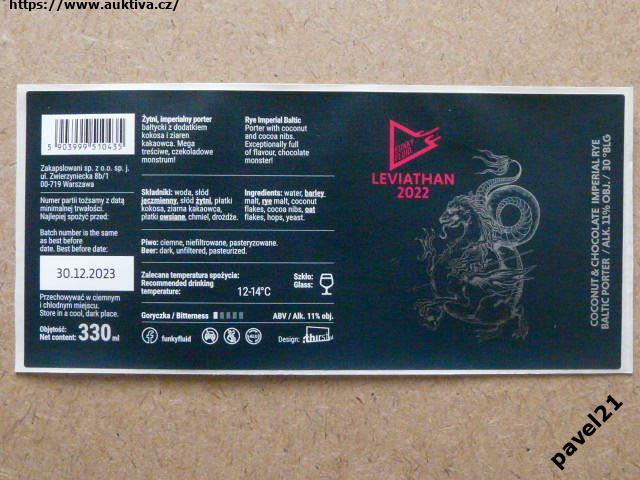 https://www.auktiva.cz/
5 903999 510435
Zakapslowani sp. z o.o. sp. j.
ul. Zwierzyniecka 8b/1
00-719 Warszawa
Numer partii tożsamy z datą
minimalnej trwałości.
Najlepiej spożyć przed:
Batch number is the same
as best before
date. Best before date:
30.12.2023
Przechowywać w ciemnym
i chłodnym miejscu.
Store in a cool, dark place.
Objętość:
Net content: 330 ml
Żytni, imperialny porter
bałtycki z dodatkiem
kokosa i ziaren
kakaowca. Mega
treściwe, czekoladowe
monstrum!
Rye Imperial Baltic
Porter with coconut
and cocoa nibs.
Exceptionally full
of flavour, chocolate
monster!
Składniki: woda, słód
jęczmienny, słód żytni, płatki
kokosa, ziarna kakaowca,
płatki owsiane, chmiel, drożdże.
Ingredients: water, barley
malt, rye malt, coconut
flakes, cocoa nibs, oat
flakes, hops, yeast.
Piwo: ciemne, niefiltrowane, pasteryzowane.
Beer: dark, unfiltered, pasteurized.
Zalecana temperatura spożycia:
Recommended drinking
temperature:
12-14°C
Szkło:
Glass:
Goryczka / Bitterness
ABV / Alk. 11% obj.
funkyfluid
Design: thirst
FUNKY
FLUID
LEVIATHAN
2022
COCONUT & CHOCOLATE IMPERIAL RYE
BALTIC PORTER / ALK. 11% OBJ. / 30 °BLG
pavel21